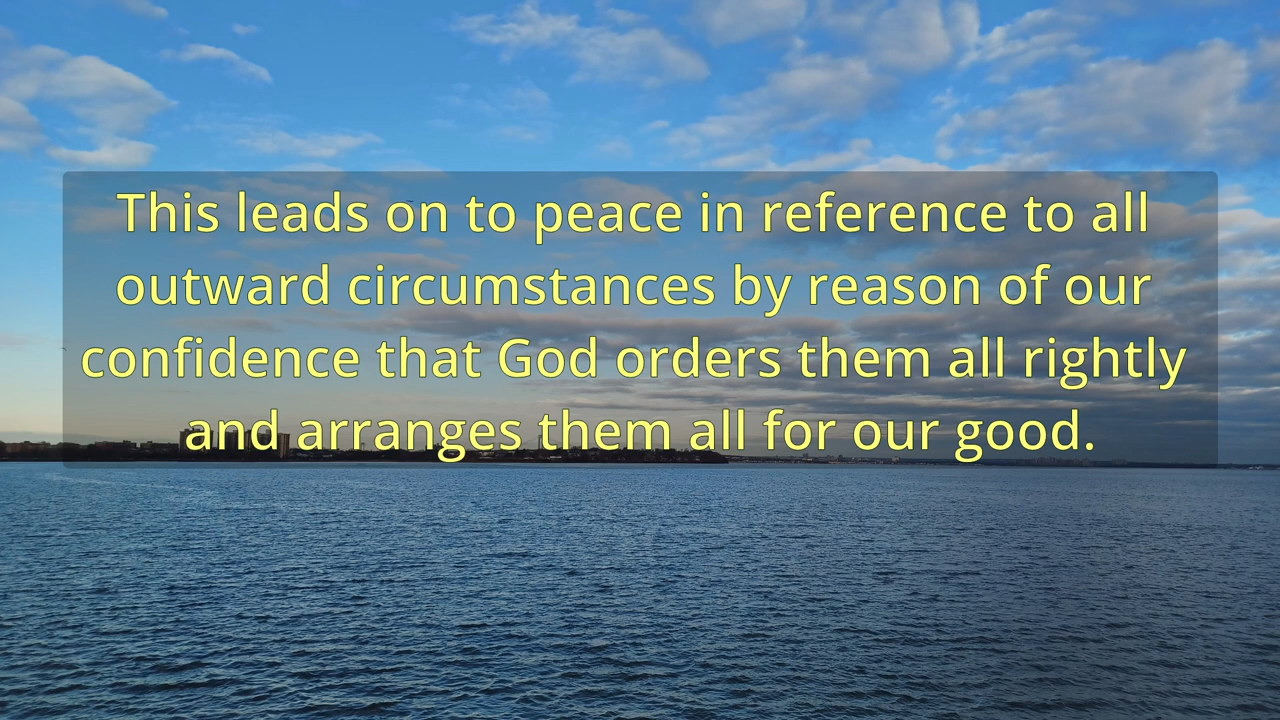 This leads on to peace in reference to all
outward circumstances by reason of our
confidence that God orders them all rightly
and arranges them all for our good.